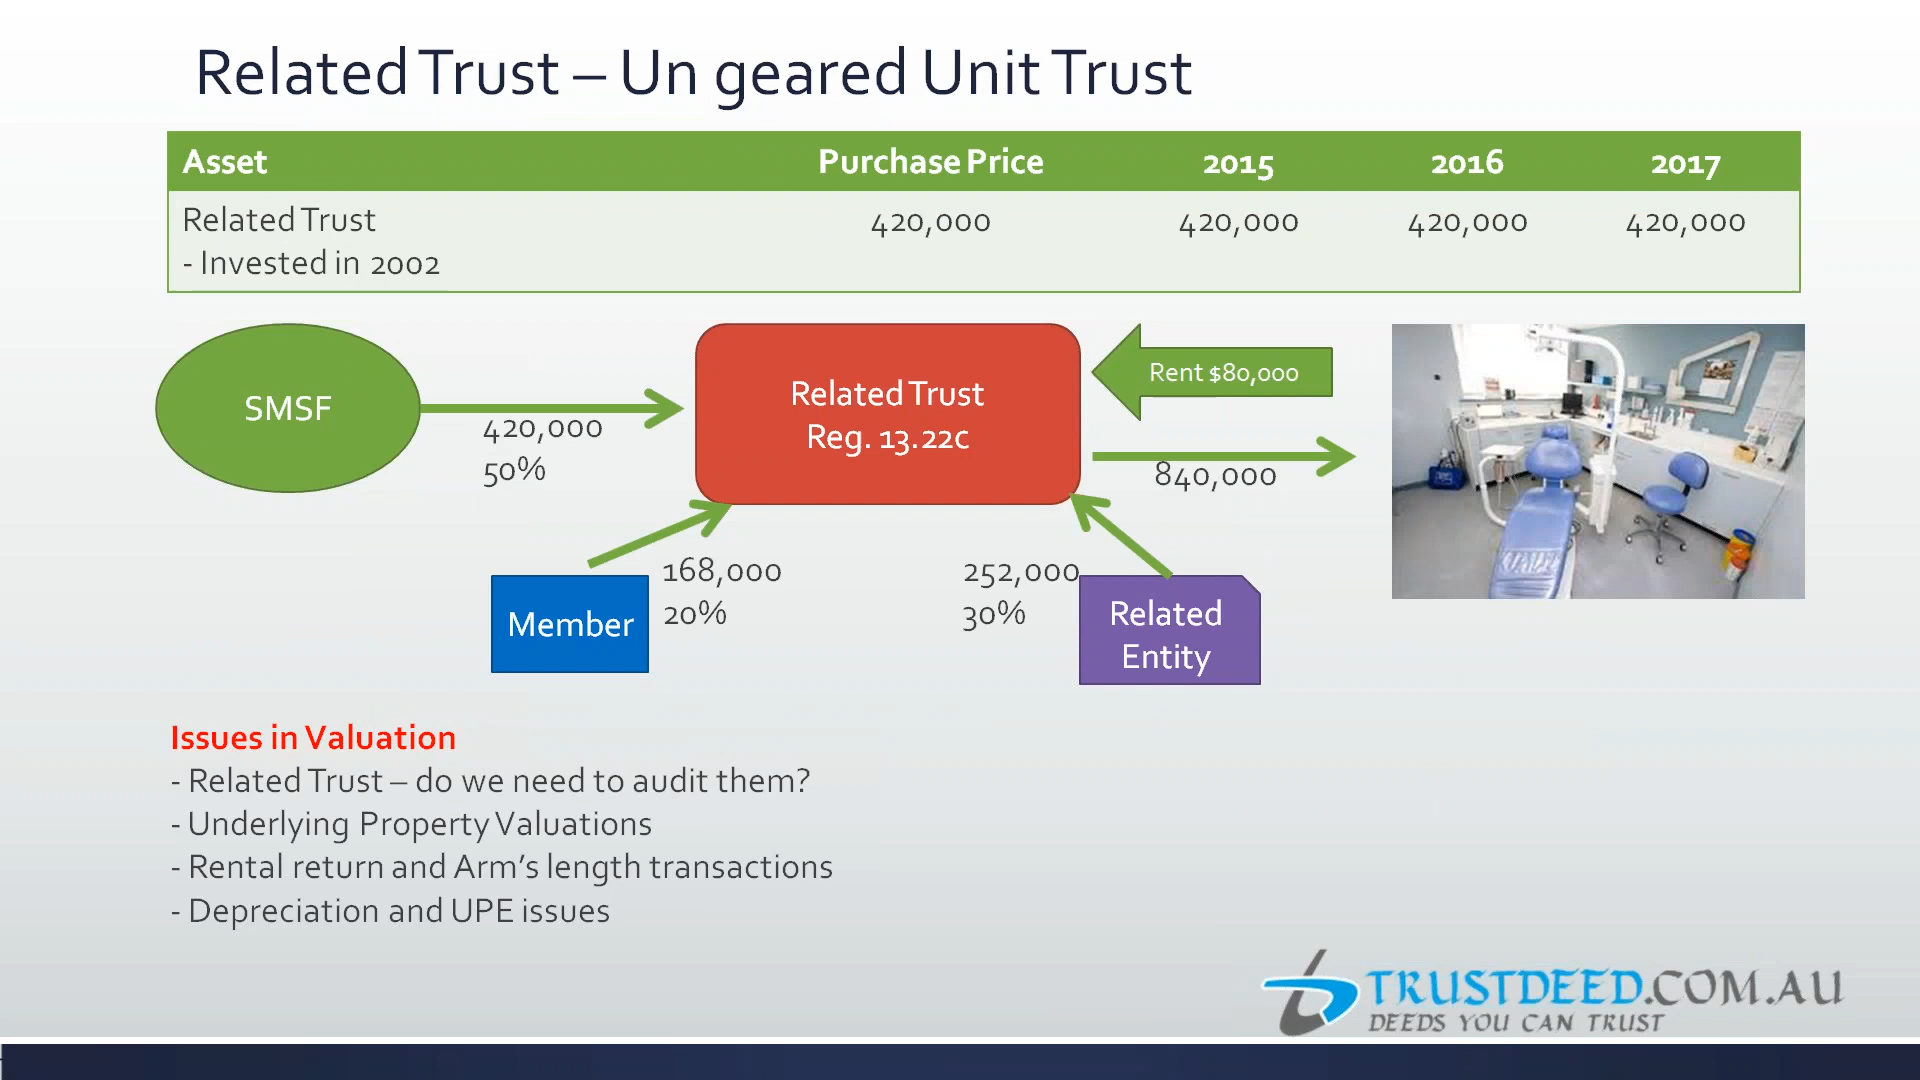 Related Trust – Un geared Unit Trust
Asset Purchase Price 2015 2016 2017
Related Trust 420,000 420,000 420,000 420,000
- Invested in 2002
SMSF
420,000
50%
Related Trust
Reg. 13.22c
Rent $80,000
840,000
168,000
20%
252,000
30%
Member
Related
Entity
Issues in Valuation
- Related Trust – do we need to audit them?
- Underlying Property Valuations
- Rental return and Arm's length transactions
- Depreciation and UPE issues
TRUSTDEED.COM.AU
DEEDS YOU CAN TRUST